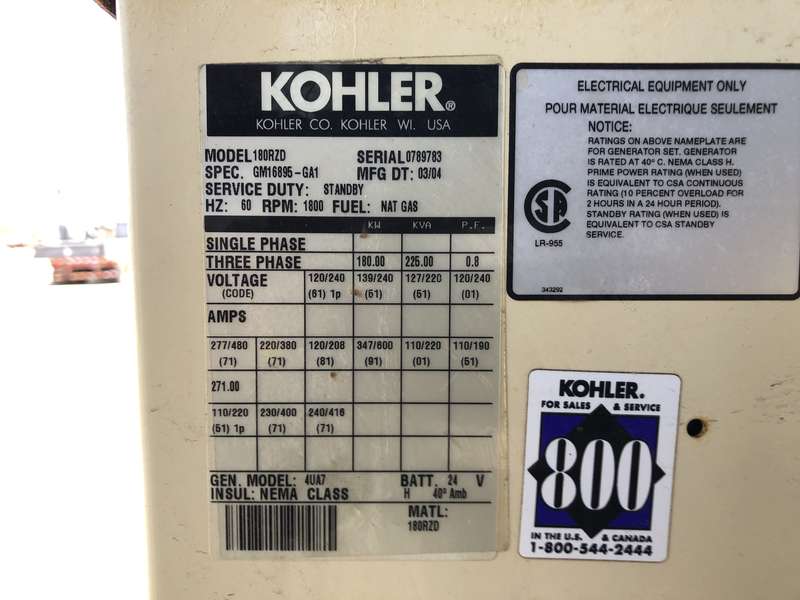 KOHLER®
KOHLER CO. KOHLER WI. USA
MODEL 180RZD SERIAL 0789783
SPEC. GM16895-GA1 MFG DT: 03/04
SERVICE DUTY: STANDBY
HZ: 60 RPM: 1800 FUEL: NAT GAS
KW KVA P.F.
SINGLE PHASE
THREE PHASE 180.00 225.00 0.8
VOLTAGE 120/240 139/240 127/220 120/240
(CODE) (61) 1p (51) (51) (01)
AMPS
277/480 220/380 120/208 347/600 110/220 110/190
(71) (71) (81) (91) (01) (51)
271.00
110/220 230/400 240/416
(51) 1p (71) (71)
GEN. MODEL: 4UA7 BATT. 24 V
INSUL: NEMA CLASS H 40° Amb
MATL:
180RZD
ELECTRICAL EQUIPMENT ONLY
POUR MATERIAL ELECTRIQUE SEULEMENT
NOTICE:
RATINGS ON ABOVE NAMEPLATE ARE
FOR GENERATOR SET. GENERATOR
IS RATED AT 40° C. NEMA CLASS H.
PRIME POWER RATING (WHEN USED)
IS EQUIVALENT TO CSA CONTINUOUS
RATING (10 PERCENT OVERLOAD FOR
2 HOURS IN A 24 HOUR PERIOD).
STANDBY RATING (WHEN USED) IS
EQUIVALENT TO CSA STANDBY
SERVICE.
SA
LR-955
343292
KOHLER.
FOR SALES & SERVICE
800
IN THE U.S. & CANADA
1-800-544-2444